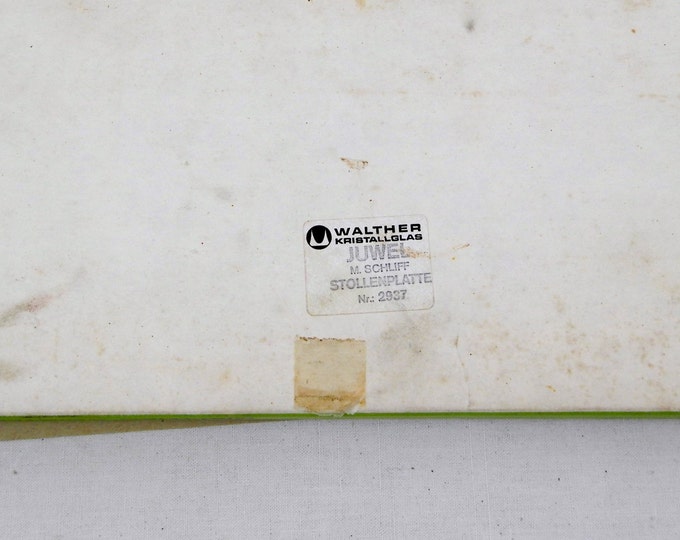 WALTHER
KRISTALLGLAS
JUWEL
M. SCHLIFF
STOLLENPLATTE
Nr.: 2937